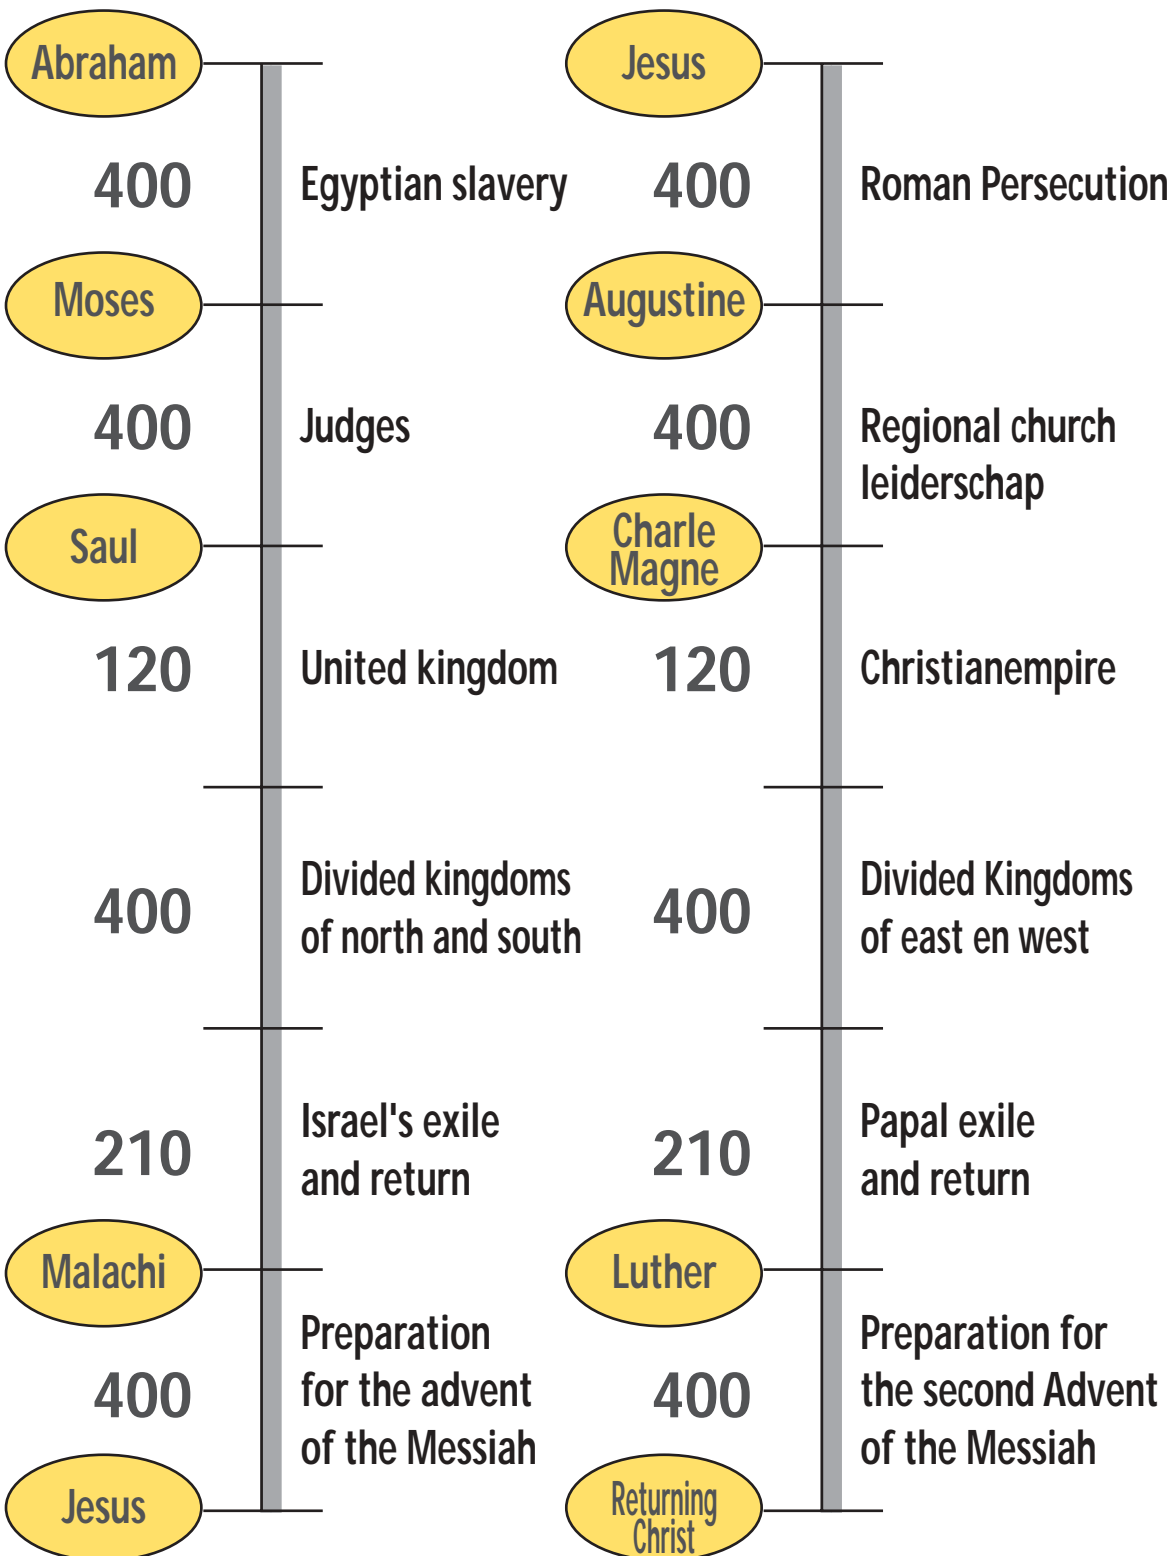 Abraham
400
Egyptian slavery
Moses
400
Judges
Saul
120
United kingdom
400
Divided kingdoms
of north and south
210
Israel's exile
and return
Malachi
400
Preparation
for the advent
of the Messiah
Jesus
Jesus
400
Roman Persecution
Augustine
400
Regional church
leiderschap
Charle
Magne
120
Christianempire
400
Divided Kingdoms
of east en west
210
Papal exile
and return
Luther
400
Preparation for
the second Advent
of the Messiah
Returning
Christ